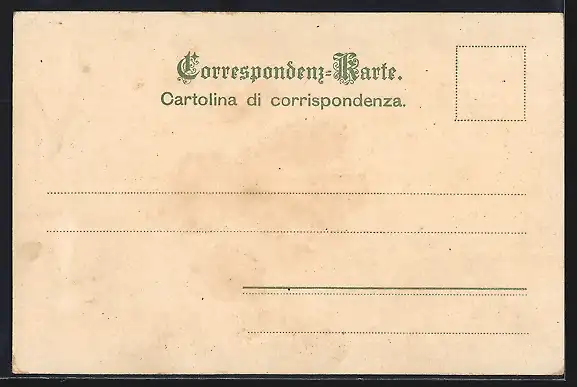 Correspondenz-Karte.
Cartolina di corrispondenza.